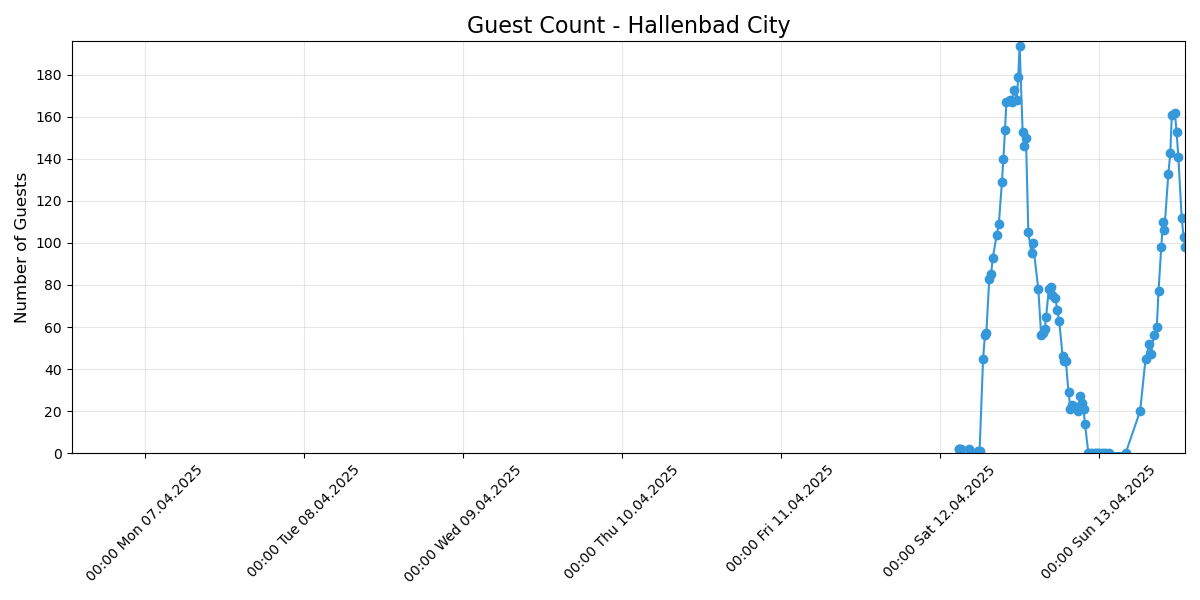 Guest Count - Hallenbad City
Number of Guests
180
160
140
120
100
80
60
40
20
0
00:00 Mon 07.04.2025
00:00 Tue 08.04.2025
00:00 Wed 09.04.2025
00:00 Thu 10.04.2025
00:00 Fri 11.04.2025
00:00 Sat 12.04.2025
00:00 Sun 13.04.2025